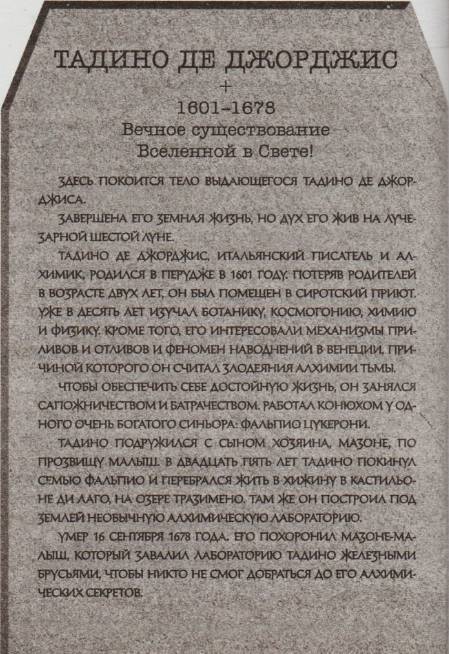 ТАДИНО ДЕ ДЖОРДЖИС
+
1601–1678
Вечное существование
Вселенной в Свете!
ЗДЕСЬ ПОКОИТСЯ ТЕЛО ВЫДАЮЩЕГОСЯ ТАДИНО ДЕ ДЖОР-
ДЖИСА.
ЗАВЕРШЕНА ЕГО ЗЕМНАЯ ЖИЗНЬ, НО ДУХ ЕГО ЖИВ НА ЛУЧЕ-
ЗАРНОЙ ШЕСТОЙ ЛУНЕ.
ТАДИНО ДЕ ДЖОРДЖИС, ИТАЛЬЯНСКИЙ ПИСАТЕЛЬ И АЛ-
ХИМИК, РОДИЛСЯ В ПЕРУДЖЕ В 1601 ГОДУ. ПОТЕРЯВ РОДИТЕЛЕЙ
В ВОЗРАСТЕ ДВУХ ЛЕТ, ОН БЫЛ ПОМЕЩЕН В СИРОТСКИЙ ПРИЮТ.
УЖЕ В ДЕСЯТЬ ЛЕТ ИЗУЧАЛ БОТАНИКУ, КОСМОГОНИЮ, ХИМИЮ
И ФИЗИКУ. КРОМЕ ТОГО, ЕГО ИНТЕРЕСОВАЛИ МЕХАНИЗМЫ ПРИ-
ЛИВОВ И ОТЛИВОВ И ФЕНОМЕН НАВОДНЕНИЙ В ВЕНЕЦИИ, ПРИ-
ЧИНОЙ КОТОРОГО ОН СЧИТАЛ ЗЛОДЕЯНИЯ АЛХИМИИ ТЬМЫ.
ЧТОБЫ ОБЕСПЕЧИТЬ СЕБЕ ДОСТОЙНУЮ ЖИЗНЬ, ОН ЗАНЯЛСЯ
САПОЖНИЧЕСТВОМ И БАТРАЧЕСТВОМ. РАБОТАЛ КОНЮХОМ У ОД-
НОГО ОЧЕНЬ БОГАТОГО СИНЬОРА: ФАЛЬПИО ЦУКЕРОНИ.
ТАДИНО ПОДРУЖИЛСЯ С СЫНОМ ХОЗЯИНА, МАЗОНЕ, ПО
ПРОЗВИЩУ МАЛЫШ. В ДВАДЦАТЬ ПЯТЬ ЛЕТ ТАДИНО ПОКИНУЛ
СЕМЬЮ ФАЛЬПИО И ПЕРЕБРАЛСЯ ЖИТЬ В ХИЖИНУ В КАСТИЛЬО-
НЕ ДИ ЛАГО, НА ОЗЕРЕ ТРАЗИМЕНО. ТАМ ЖЕ ОН ПОСТРОИЛ ПОД
ЗЕМЛЕЙ НЕОБЫЧНУЮ АЛХИМИЧЕСКУЮ ЛАБОРАТОРИЮ.
УМЕР 16 СЕНТЯБРЯ 1678 ГОДА. ЕГО ПОХОРОНИЛ МАЗОНЕ-МА-
ЛЫШ, КОТОРЫЙ ЗАВАЛИЛ ЛАБОРАТОРИЮ ТАДИНО ЖЕЛЕЗНЫМИ
БРУСЬЯМИ, ЧТОБЫ НИКТО НЕ СМОГ ДОБРАТЬСЯ ДО ЕГО АЛХИМИ-
ЧЕСКИХ СЕКРЕТОВ.